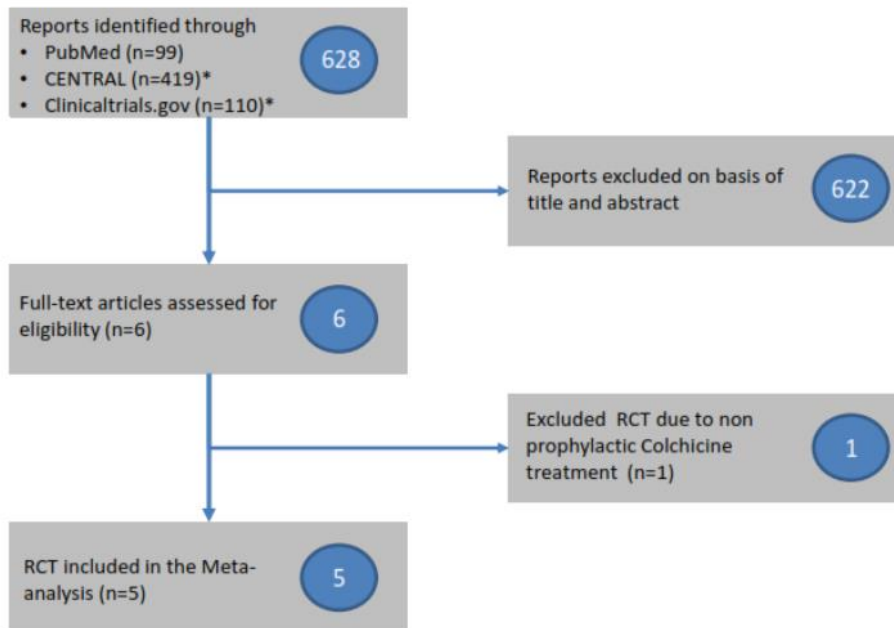 Reports identified through
• PubMed (n=99)
• CENTRAL (n=419)*
• Clinicaltrials.gov (n=110)*
628
Reports excluded on basis of
title and abstract
622
Full-text articles assessed for
eligibility (n=6)
6
Excluded RCT due to non
prophylactic Colchicine
treatment (n=1)
1
RCT included in the Meta-
analysis (n=5)
5